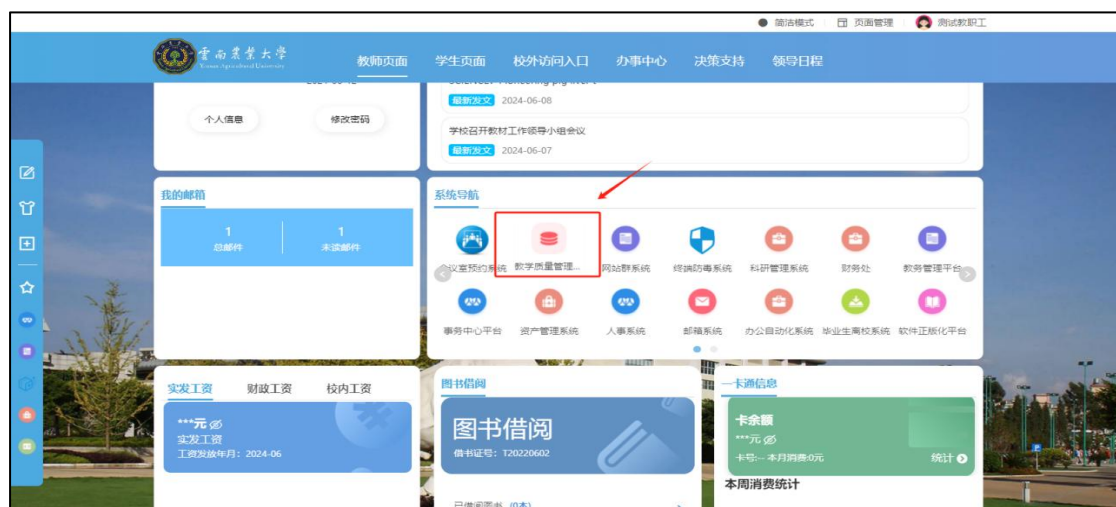 简洁模式 页面管理 测试教职工
雲南農業大學
Yunnan Agricultural University
教师页面 学生页面 校外访问入口 办事中心 决策支持 领导日程
最新发文 2024-06-08
个人信息 修改密码
学校召开教材工作领导小组会议
最新发文 2024-06-07
我的邮箱
1 1
总邮件 未读邮件
系统导航
议室预约系统 教学质量管理... 网站群系统 终端防毒系统 科研管理系统 财务处 教务管理平台
事务中心平台 资产管理系统 人事系统 邮箱系统 办公自动化系统 毕业生离校系统 软件正版化平台
实发工资 财政工资 校内工资
***元
实发工资
工资发放年月：2024-06
图书借阅
图书借阅
借书证号：T20220602
已借阅图书 (0本)
一卡通信息
卡余额
***元
卡号:-- 本月消费:0元 统计
本周消费统计